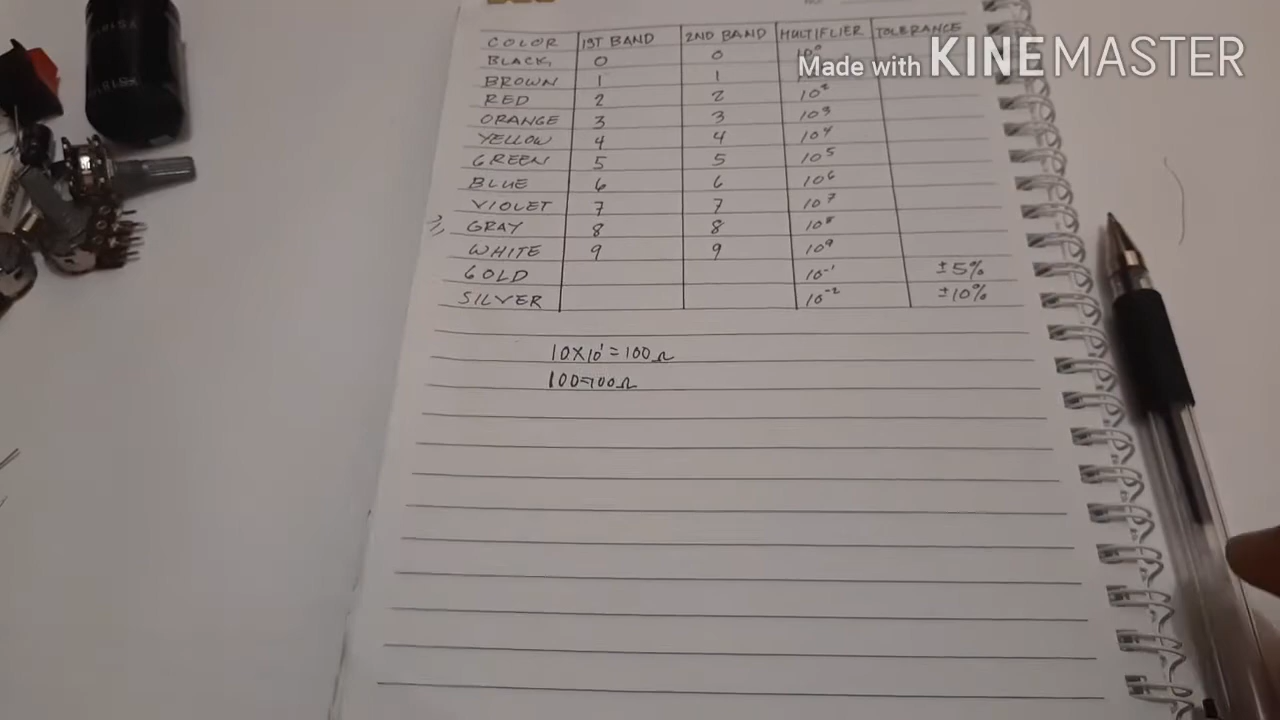 COLOR 1ST BAND 2ND BAND MULTIFLIER TOLERANCE
BLACK 0 0 10⁰
Made with KINEMASTER
BROWN 1 1
RED 2 2 10²
ORANGE 3 3 10³
YELLOW 4 4 10⁴
GREEN 5 5 10⁵
BLUE 6 6 10⁶
VIOLET 7 7 10⁷
GRAY 8 8 10⁸
WHITE 9 9 10⁹
GOLD 10⁻¹ ±5%
SILVER 10⁻² ±10%
10×10¹=100Ω
100=100Ω